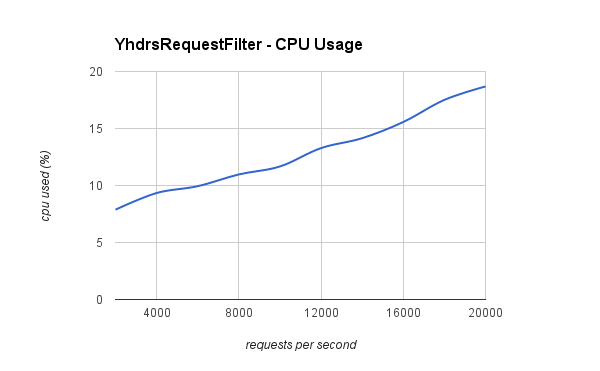 YhdrsRequestFilter - CPU Usage
20
15
10
5
0
cpu used (%)
4000 8000 12000 16000 20000
requests per second